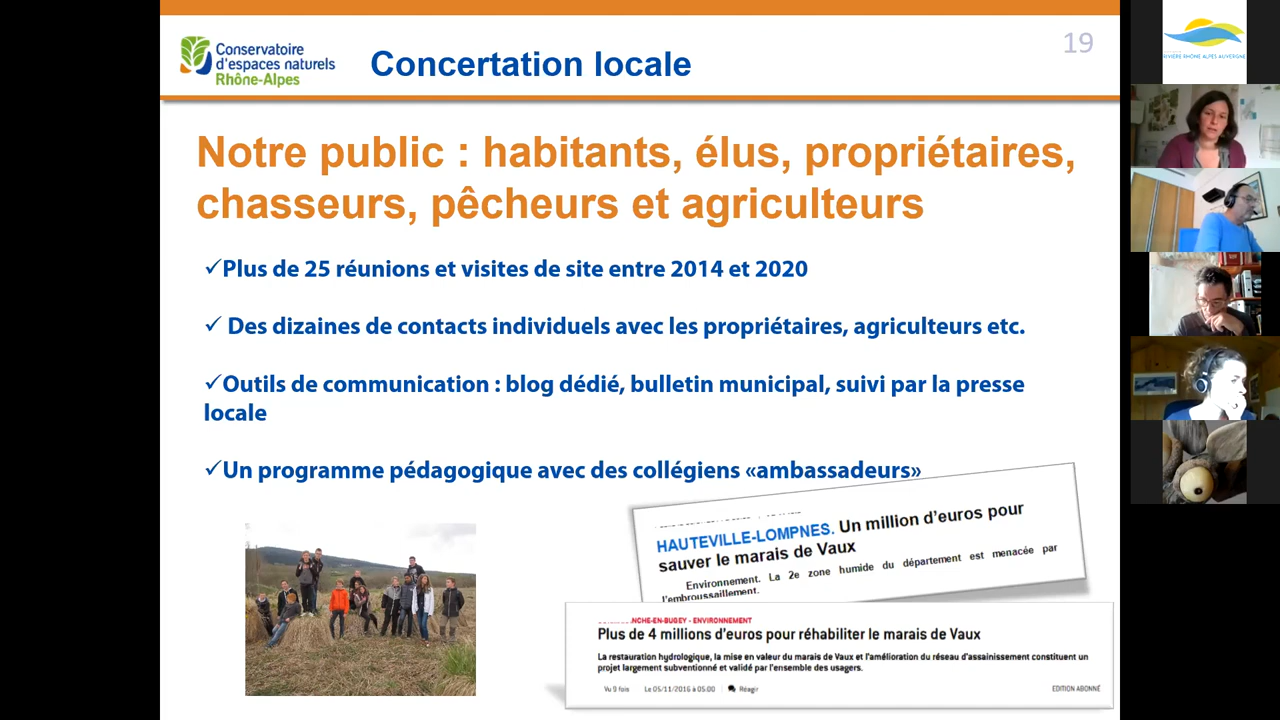 19
Conservatoire
d'espaces naturels
Rhône-Alpes
Concertation locale
Notre public : habitants, élus, propriétaires,
chasseurs, pêcheurs et agriculteurs
✓Plus de 25 réunions et visites de site entre 2014 et 2020
✓ Des dizaines de contacts individuels avec les propriétaires, agriculteurs etc.
✓Outils de communication : blog dédié, bulletin municipal, suivi par la presse
locale
✓Un programme pédagogique avec des collégiens «ambassadeurs»
HAUTEVILLE-LOMPNES. Un million d'euros pour
sauver le marais de Vaux
Environnement. La 2e zone humide du département est menacée par
l'embroussaillement.
NCHE-EN-BUGEY - ENVIRONNEMENT
Plus de 4 millions d'euros pour réhabiliter le marais de Vaux
La restauration hydrologique, la mise en valeur du marais de Vaux et l'amélioration du réseau d'assainissement constituent un
projet largement subventionné et validé par l'ensemble des usagers.
Vu 9 fois Le 05/11/2016 à 05:00 Réagir EDITION ABONNÉ
RIVIÈRE RHÔNE ALPES AUVERGNE